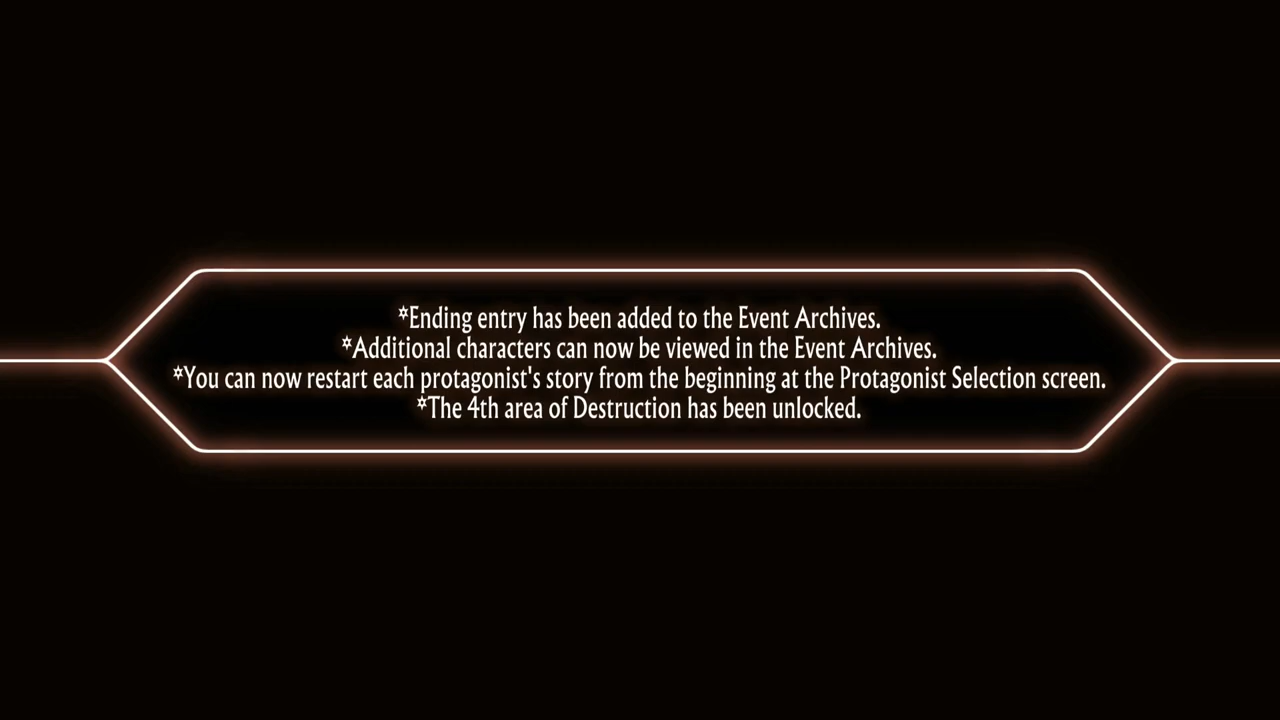 *Ending entry has been added to the Event Archives.
*Additional characters can now be viewed in the Event Archives.
*You can now restart each protagonist's story from the beginning at the Protagonist Selection screen.
*The 4th area of Destruction has been unlocked.